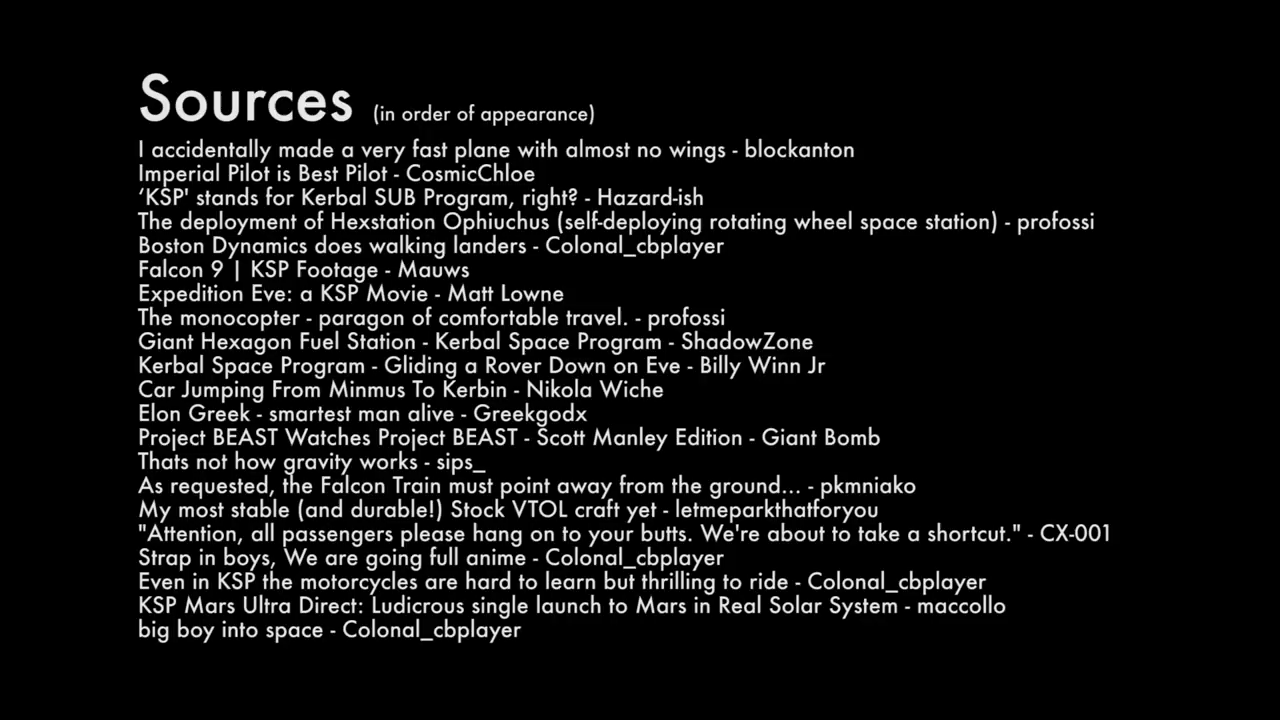 Sources (in order of appearance)
I accidentally made a very fast plane with almost no wings - blockanton
Imperial Pilot is Best Pilot - CosmicChloe
‘KSP' stands for Kerbal SUB Program, right? - Hazard-ish
The deployment of Hexstation Ophiuchus (self-deploying rotating wheel space station) - profossi
Boston Dynamics does walking landers - Colonal_cbplayer
Falcon 9 | KSP Footage - Mauws
Expedition Eve: a KSP Movie - Matt Lowne
The monocopter - paragon of comfortable travel. - profossi
Giant Hexagon Fuel Station - Kerbal Space Program - ShadowZone
Kerbal Space Program - Gliding a Rover Down on Eve - Billy Winn Jr
Car Jumping From Minmus To Kerbin - Nikola Wiche
Elon Greek - smartest man alive - Greekgodx
Project BEAST Watches Project BEAST - Scott Manley Edition - Giant Bomb
Thats not how gravity works - sips_
As requested, the Falcon Train must point away from the ground... - pkmniako
My most stable (and durable!) Stock VTOL craft yet - letmeparkthatforyou
"Attention, all passengers please hang on to your butts. We're about to take a shortcut." - CX-001
Strap in boys, We are going full anime - Colonal_cbplayer
Even in KSP the motorcycles are hard to learn but thrilling to ride - Colonal_cbplayer
KSP Mars Ultra Direct: Ludicrous single launch to Mars in Real Solar System - maccollo
big boy into space - Colonal_cbplayer